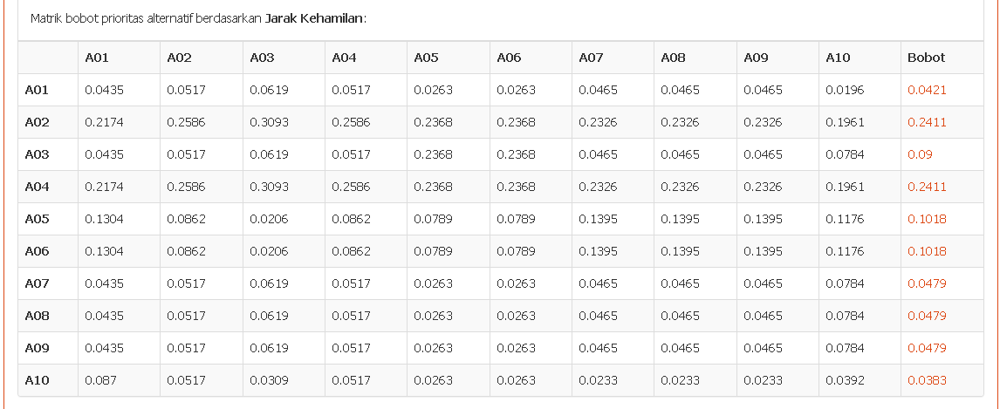 Matrik bobot prioritas alternatif berdasarkan Jarak Kehamilan:
A01 A02 A03 A04 A05 A06 A07 A08 A09 A10 Bobot
A01 0.0435 0.0517 0.0619 0.0517 0.0263 0.0263 0.0465 0.0465 0.0465 0.0196 0.0421
A02 0.2174 0.2586 0.3093 0.2586 0.2368 0.2368 0.2326 0.2326 0.2326 0.1961 0.2411
A03 0.0435 0.0517 0.0619 0.0517 0.2368 0.2368 0.0465 0.0465 0.0465 0.0784 0.09
A04 0.2174 0.2586 0.3093 0.2586 0.2368 0.2368 0.2326 0.2326 0.2326 0.1961 0.2411
A05 0.1304 0.0862 0.0206 0.0862 0.0789 0.0789 0.1395 0.1395 0.1395 0.1176 0.1018
A06 0.1304 0.0862 0.0206 0.0862 0.0789 0.0789 0.1395 0.1395 0.1395 0.1176 0.1018
A07 0.0435 0.0517 0.0619 0.0517 0.0263 0.0263 0.0465 0.0465 0.0465 0.0784 0.0479
A08 0.0435 0.0517 0.0619 0.0517 0.0263 0.0263 0.0465 0.0465 0.0465 0.0784 0.0479
A09 0.0435 0.0517 0.0619 0.0517 0.0263 0.0263 0.0465 0.0465 0.0465 0.0784 0.0479
A10 0.087 0.0517 0.0309 0.0517 0.0263 0.0263 0.0233 0.0233 0.0233 0.0392 0.0383